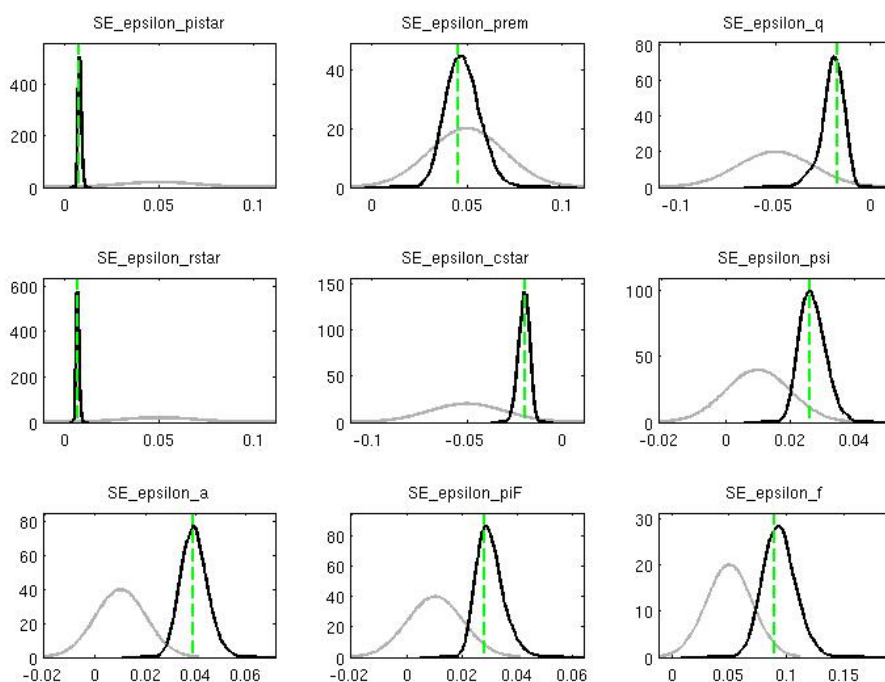 SE_epsilon_pistar
SE_epsilon_prem
SE_epsilon_q
400
200
0
0 0.05 0.1
40
20
0
0 0.05 0.1
80
60
40
20
0
-0.1 -0.05 0
SE_epsilon_rstar
SE_epsilon_cstar
SE_epsilon_psi
600
400
200
0
0 0.05 0.1
150
100
50
0
-0.1 -0.05 0
100
50
0
-0.02 0 0.02 0.04
SE_epsilon_a
SE_epsilon_piF
SE_epsilon_f
80
60
40
20
0
-0.02 0 0.02 0.04 0.06
80
60
40
20
0
-0.02 0 0.02 0.04 0.06
30
20
10
0
0 0.05 0.1 0.15